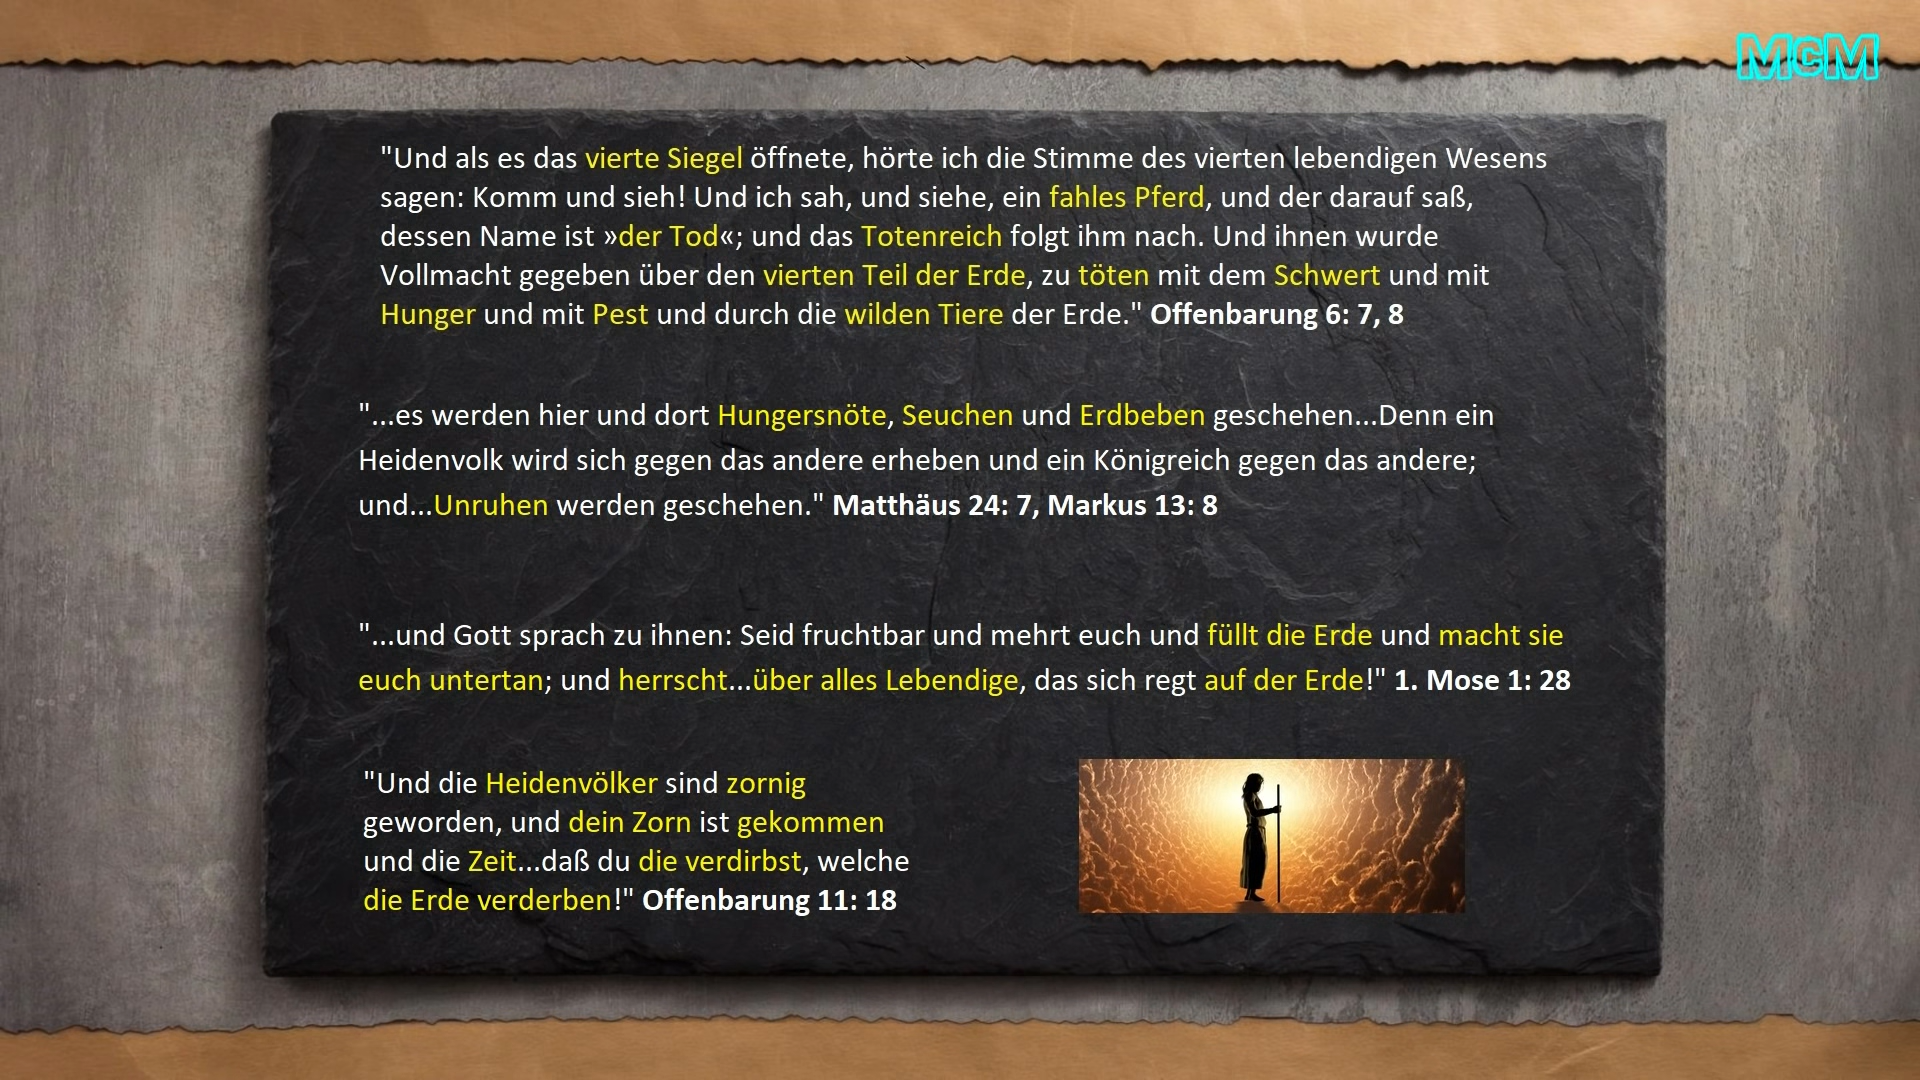 McM
"Und als es das vierte Siegel öffnete, hörte ich die Stimme des vierten lebendigen Wesens
sagen: Komm und sieh! Und ich sah, und siehe, ein fahles Pferd, und der darauf saß,
dessen Name ist »der Tod«; und das Totenreich folgt ihm nach. Und ihnen wurde
Vollmacht gegeben über den vierten Teil der Erde, zu töten mit dem Schwert und mit
Hunger und mit Pest und durch die wilden Tiere der Erde." Offenbarung 6: 7, 8
"...es werden hier und dort Hungersnöte, Seuchen und Erdbeben geschehen...Denn ein
Heidenvolk wird sich gegen das andere erheben und ein Königreich gegen das andere;
und...Unruhen werden geschehen." Matthäus 24: 7, Markus 13: 8
"...und Gott sprach zu ihnen: Seid fruchtbar und mehrt euch und füllt die Erde und macht sie
euch untertan; und herrscht...über alles Lebendige, das sich regt auf der Erde!" 1. Mose 1: 28
"Und die Heidenvölker sind zornig
geworden, und dein Zorn ist gekommen
und die Zeit...daß du die verdirbst, welche
die Erde verderben!" Offenbarung 11: 18